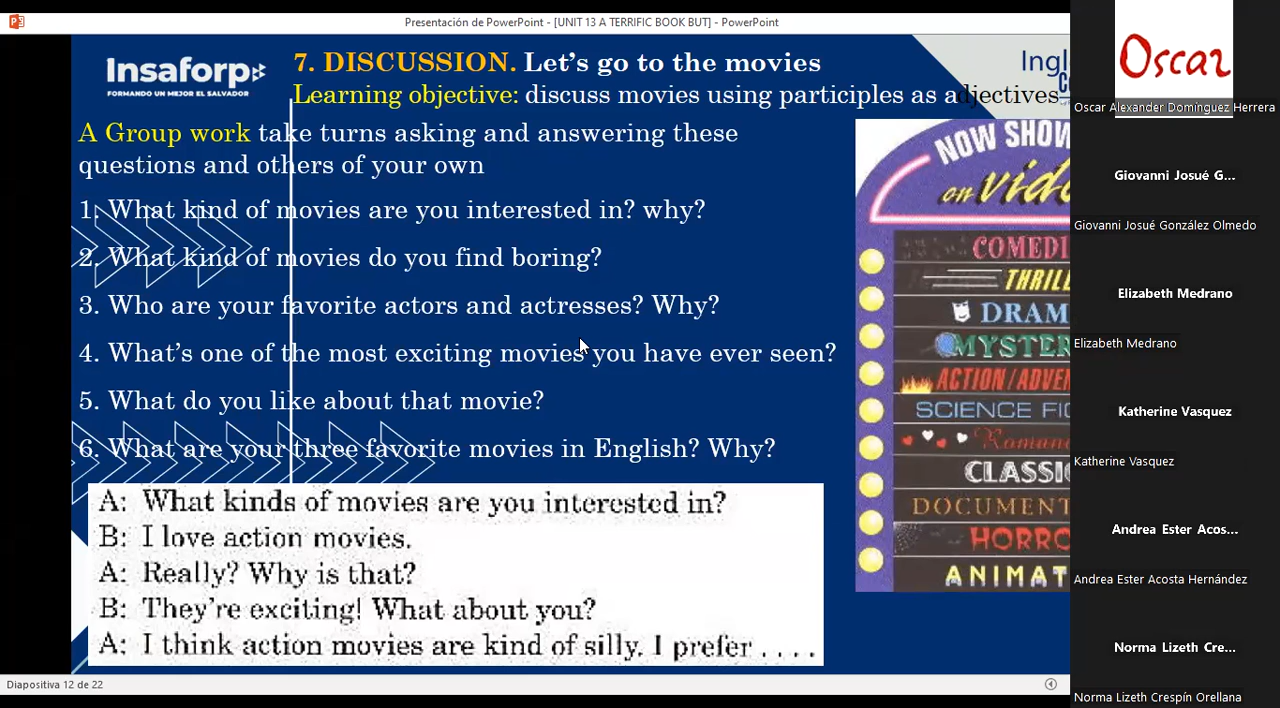 Presentación de PowerPoint - [UNIT 13 A TERRIFIC BOOK BUT] - PowerPoint
Insaforp
FORMANDO UN MEJOR EL SALVADOR
7. DISCUSSION. Let's go to the movies
Learning objective: discuss movies using participles as adjectives
A Group work take turns asking and answering these
questions and others of your own
1. What kind of movies are you interested in? why?
2. What kind of movies do you find boring?
3. Who are your favorite actors and actresses? Why?
4. What's one of the most exciting movies you have ever seen?
5. What do you like about that movie?
6. What are your three favorite movies in English? Why?
A: What kinds of movies are you interested in?
B: I love action movies.
A: Really? Why is that?
B: They're exciting! What about you?
A: I think action movies are kind of silly. I prefer . . . .
NOW SHOW
on vid
COMEDI
THRIL
DRAM
MYSTER
ACTION/ADVE
SCIENCE FI
Roman
CLASSI
DOCUMENT
HORRO
ANIMAT
Diapositiva 12 de 22
Oscar
Oscar Alexander Domínguez Herrera
Giovanni Josué G...
Giovanni Josué González Olmedo
Elizabeth Medrano
Elizabeth Medrano
Katherine Vasquez
Katherine Vasquez
Andrea Ester Acos...
Andrea Ester Acosta Hernández
Norma Lizeth Cre...
Norma Lizeth Crespín Orellana